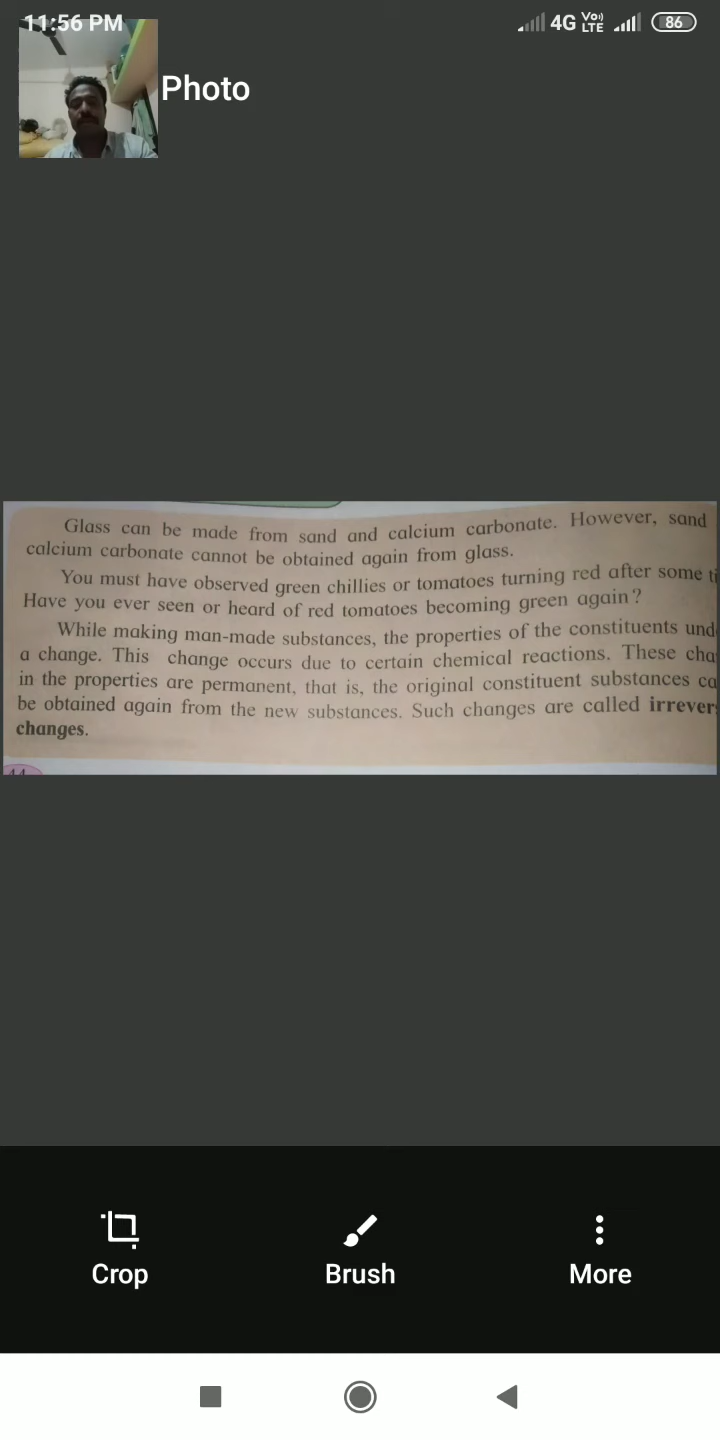 11:56 PM 4G Vo)) LTE 86
Photo
Glass can be made from sand and calcium carbonate. However, sand
calcium carbonate cannot be obtained again from glass.
You must have observed green chillies or tomatoes turning red after some
Have you ever seen or heard of red tomatoes becoming green again?
While making man-made substances, the properties of the constituents
a change. This change occurs due to certain chemical reactions. These
in the properties are permanent, that is, the original constituent substances
be obtained again from the new substances. Such changes are called
changes.
Crop Brush More